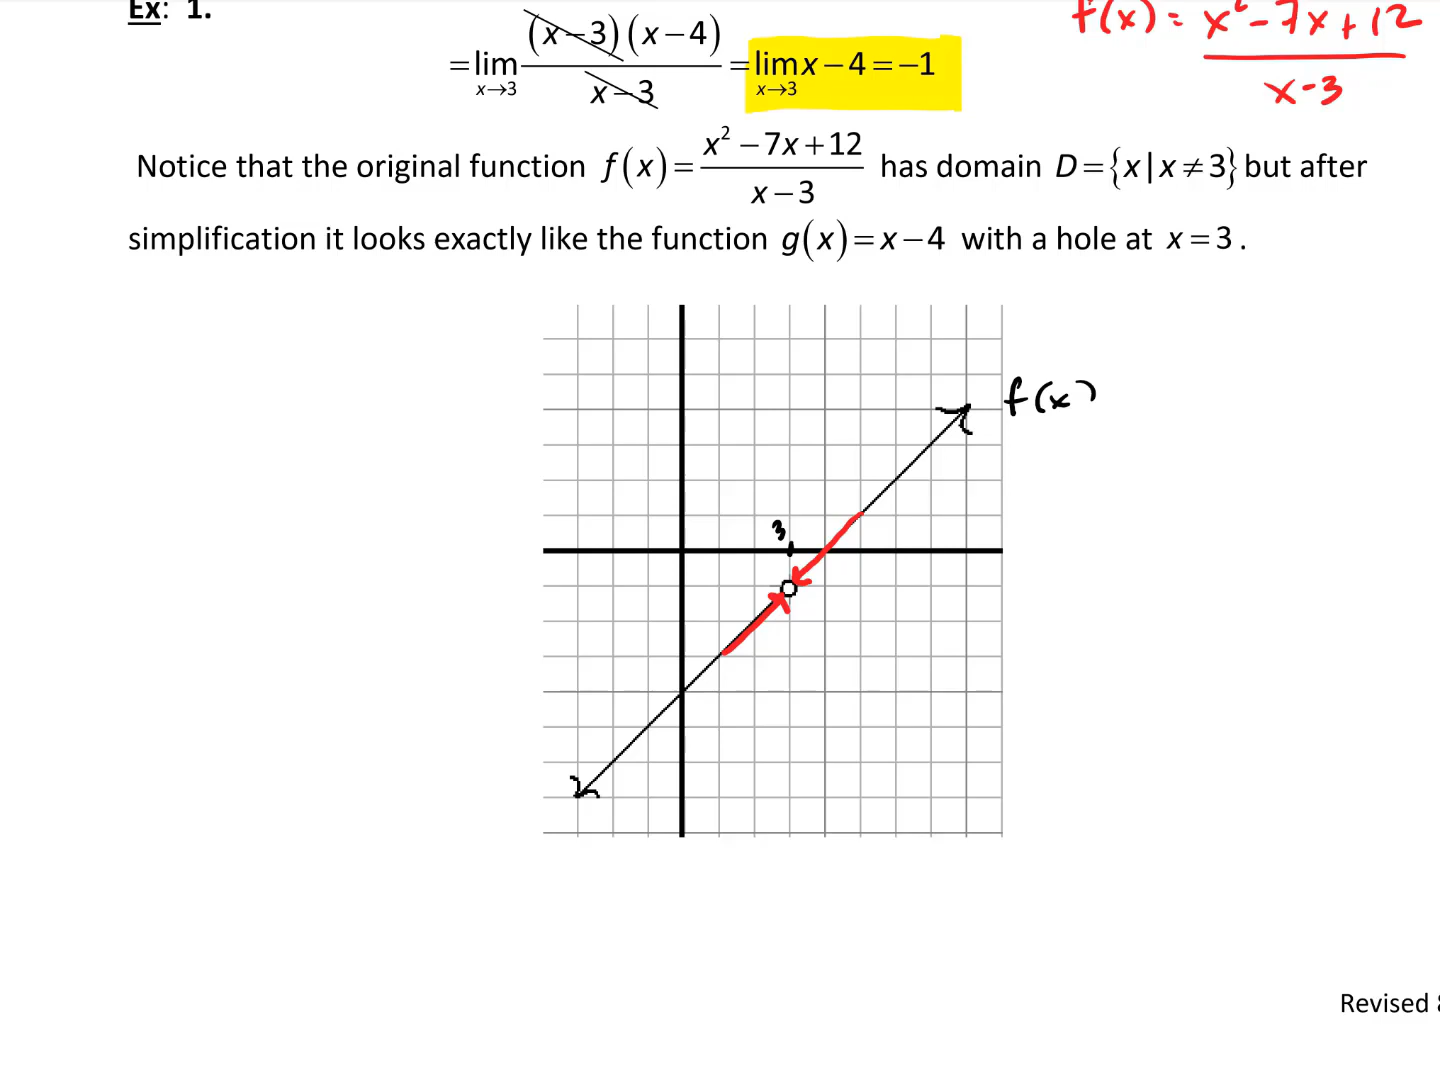 Ex: 1.
f(x) = x² - 7x + 12 / x - 3
= lim x→3 (x−3)(x−4) / x−3 = lim x→3 x − 4 = −1
Notice that the original function f(x) = x² − 7x + 12 / x − 3 has domain D = {x | x ≠ 3} but after
simplification it looks exactly like the function g(x) = x − 4 with a hole at x = 3.
f(x)
3
Revised